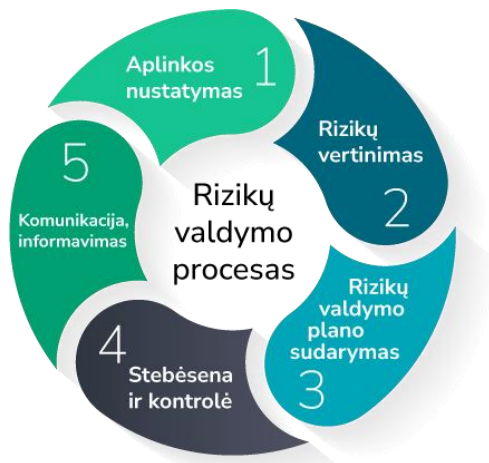 1
Aplinkos
nustatymas
2
Rizikų
vertinimas
3
Rizikų
valdymo
plano
sudarymas
4
Stebėsena
ir kontrolė
5
Komunikacija,
informavimas
Rizikų
valdymo
procesas